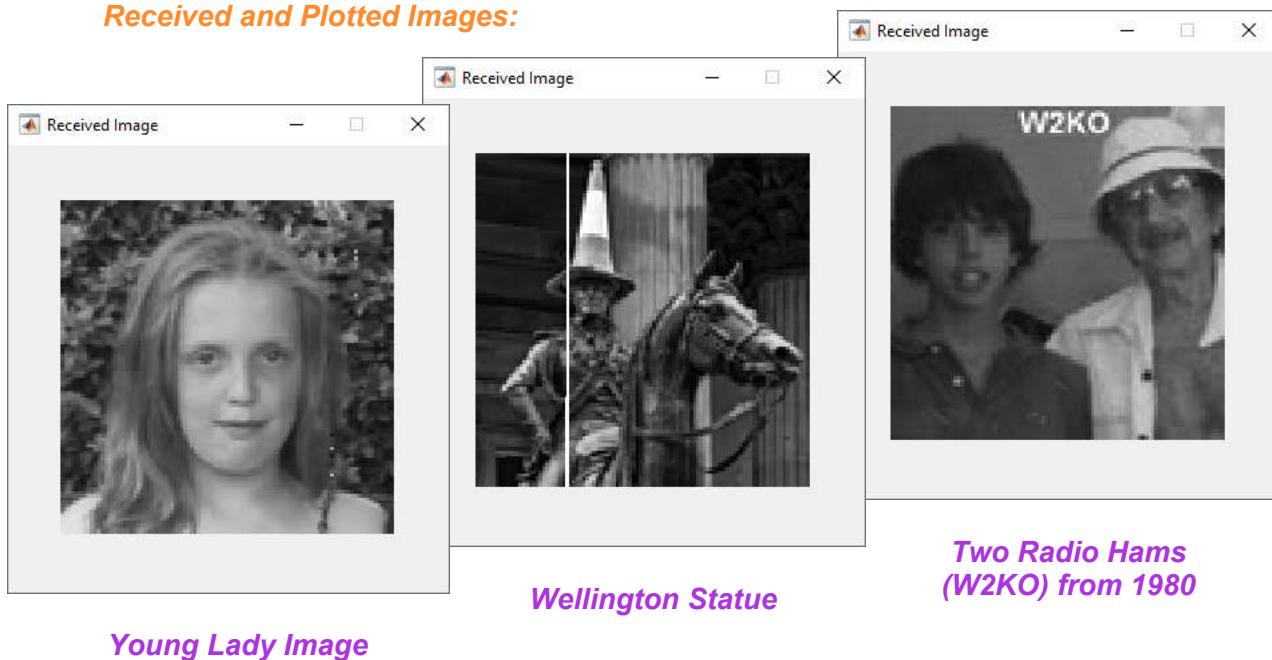 Received and Plotted Images:
Received Image
Received Image
Received Image
W2KO
Two Radio Hams
(W2KO) from 1980
Wellington Statue
Young Lady Image